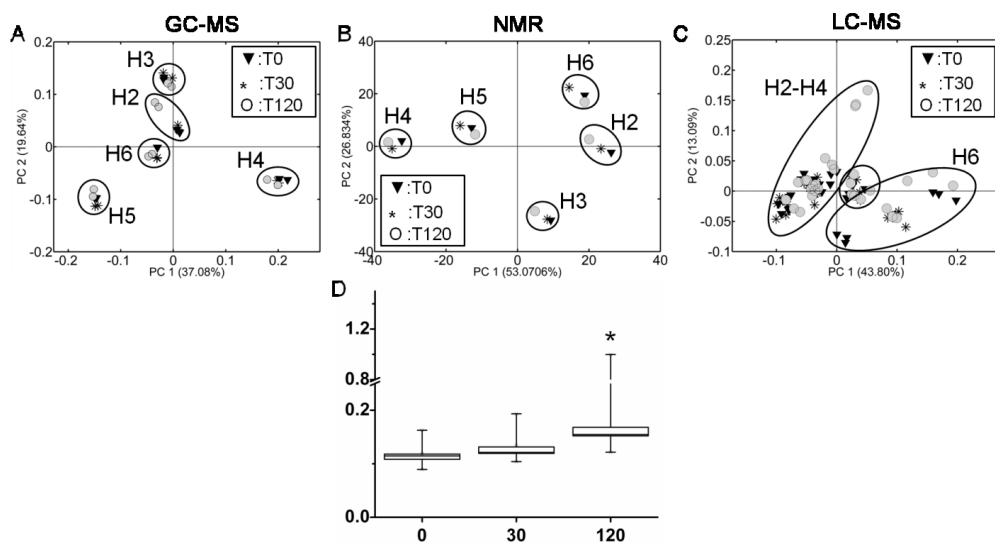 GC-MS
NMR
LC-MS
A
0.2
0.1
0
-0.1
-0.2
-0.2
-0.1
0
0.1
0.2
PC 1 (37.08%)
PC 2 (19.64%)
H3
H2
H6
H5
H4
▼:T0
*:T30
○:T120
B
40
20
0
-20
-40
-40
-20
0
20
40
PC 1 (53.0706%)
PC 2 (26.834%)
H4
H5
H6
H2
H3
▼:T0
*:T30
○:T120
C
0.25
0.2
0.15
0.10
0.05
0
-0.05
-0.1
-0.1
0
0.1
0.2
PC 1 (43.80%)
PC 2 (13.09%)
H2-H4
H6
▼:T0
*:T30
○:T120
D
1.2
0.8
0.2
0.0
*
0
30
120